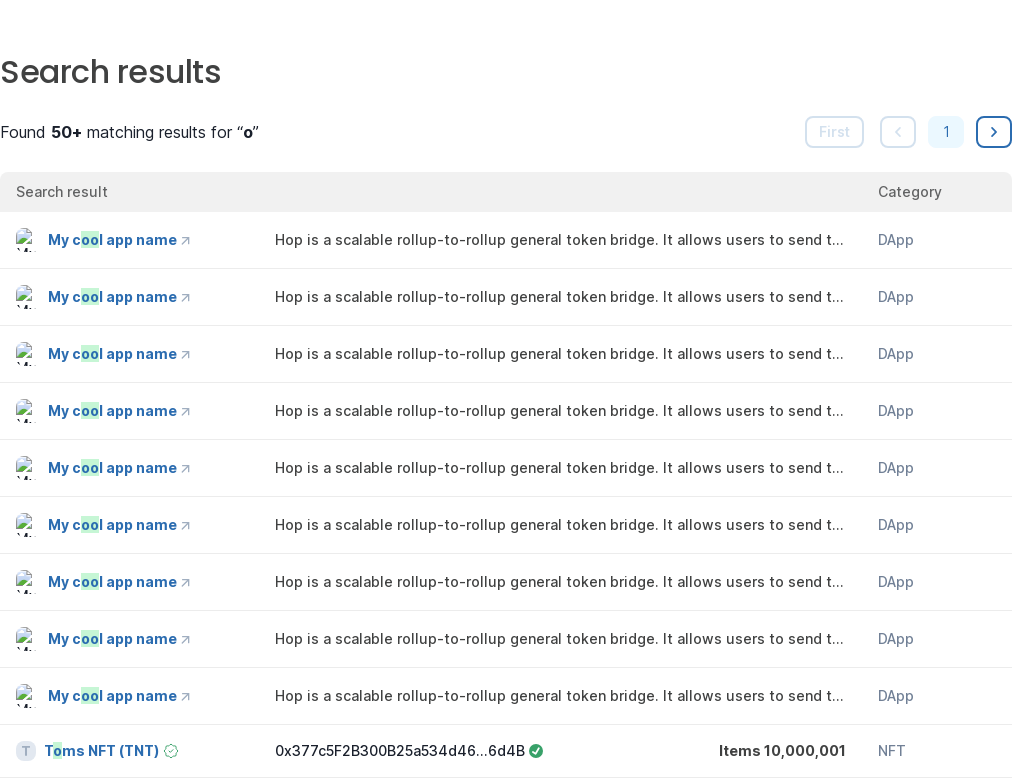 Search results
Found 50+ matching results for “o”
First 1
Search result Category
My cool app name Hop is a scalable rollup-to-rollup general token bridge. It allows users to send t... DApp
My cool app name Hop is a scalable rollup-to-rollup general token bridge. It allows users to send t... DApp
My cool app name Hop is a scalable rollup-to-rollup general token bridge. It allows users to send t... DApp
My cool app name Hop is a scalable rollup-to-rollup general token bridge. It allows users to send t... DApp
My cool app name Hop is a scalable rollup-to-rollup general token bridge. It allows users to send t... DApp
My cool app name Hop is a scalable rollup-to-rollup general token bridge. It allows users to send t... DApp
My cool app name Hop is a scalable rollup-to-rollup general token bridge. It allows users to send t... DApp
My cool app name Hop is a scalable rollup-to-rollup general token bridge. It allows users to send t... DApp
My cool app name Hop is a scalable rollup-to-rollup general token bridge. It allows users to send t... DApp
T Toms NFT (TNT) 0x377c5F2B300B25a534d46...6d4B Items 10,000,001 NFT